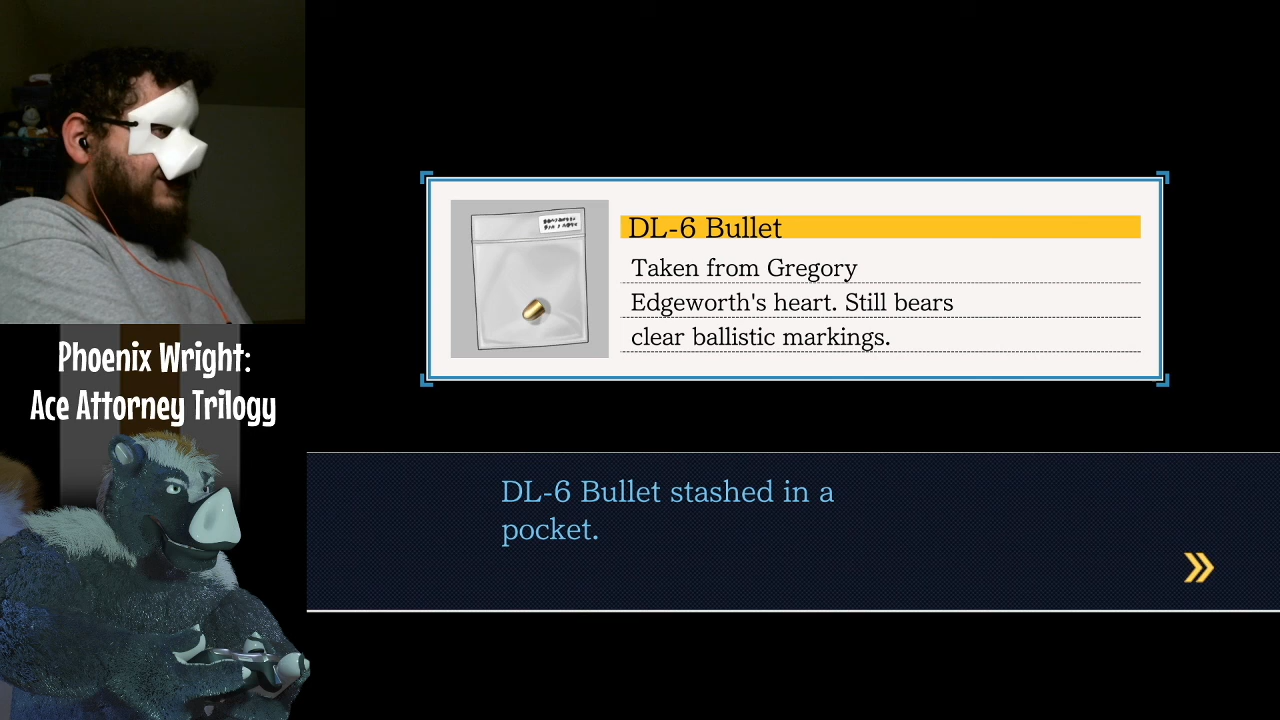 Phoenix Wright:
Ace Attorney Trilogy
DL-6 Bullet
Taken from Gregory
Edgeworth's heart. Still bears
clear ballistic markings.
DL-6 Bullet stashed in a
pocket.